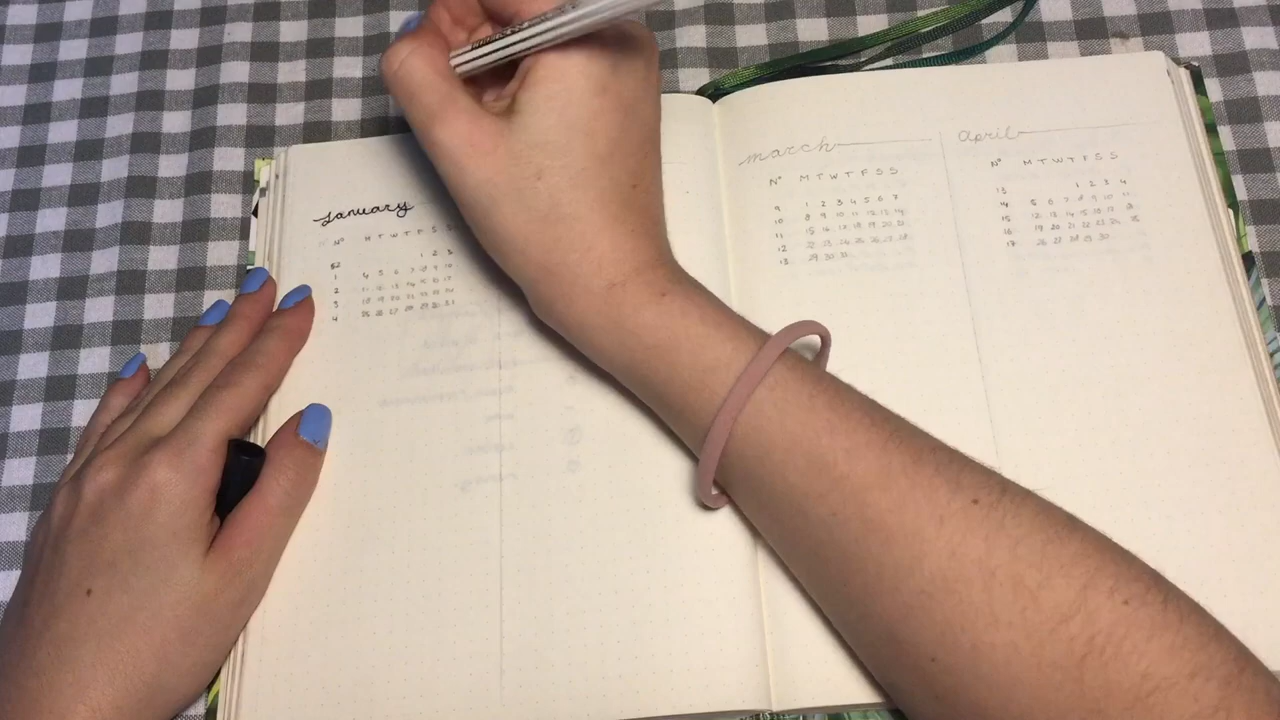 january
N° M T W T F S
1 2 3
1 4 5 6 7 8 9 10
2 11 12 13 14 15 16 17
3 18 19 20 21 22 23 24
4 25 26 27 28 29 30 31
march
N° M T W T F S S
9 1 2 3 4 5 6 7
10 8 9 10 11 12 13 14
11 15 16 17 18 19 20 21
12 22 23 24 25 26 27 28
13 29 30 31
april
N° M T W T F S S
13 1 2 3 4
5 6 7 8 9 10 11
15 12 13 14 15 16 17 18
16 19 20 21 22 23 24 25
17 26 27 28 29 30